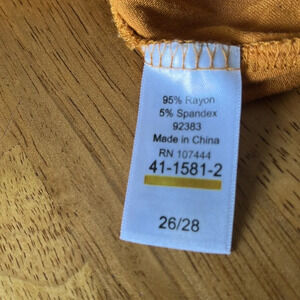 95% Rayon
5% Spandex
92383
Made in China
RN 107444
41-1581-2
26/28